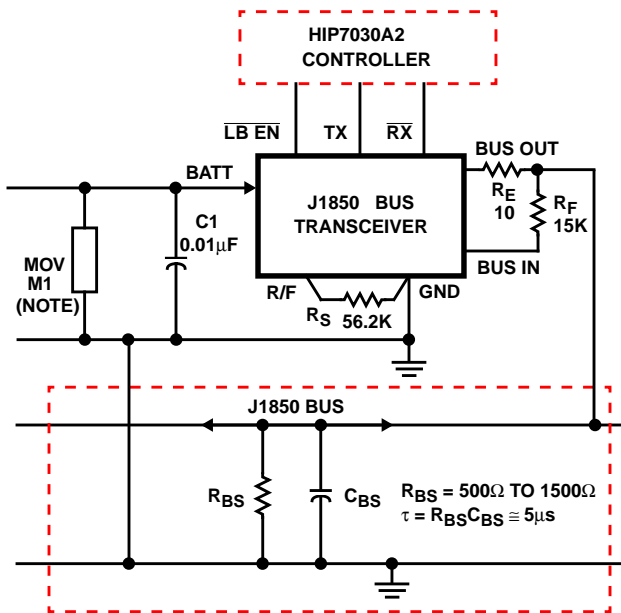 HIP7030A2
CONTROLLER
LB EN
TX
RX
BUS OUT
BATT
RE
10
RF
15K
J1850 BUS
TRANSCEIVER
C1
0.01µF
MOV
M1
(NOTE)
BUS IN
R/F
GND
RS
56.2K
J1850 BUS
RBS
CBS
RBS = 500Ω TO 1500Ω
τ = RBSCBS ≅ 5µs